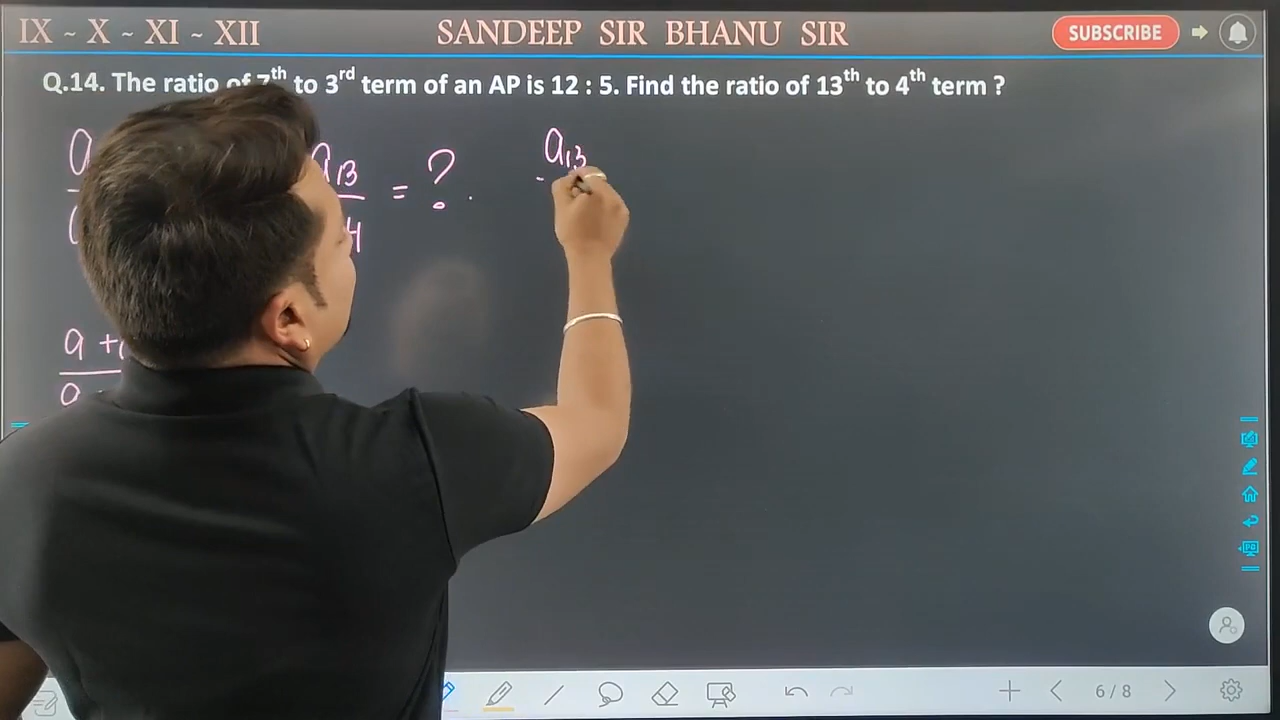 IX ~ X ~ XI ~ XII SANDEEP SIR BHANU SIR SUBSCRIBE
Q.14. The ratio of 7th to 3rd term of an AP is 12 : 5. Find the ratio of 13th to 4th term ?
a13
a13 = ?
4
a +
a
6 / 8